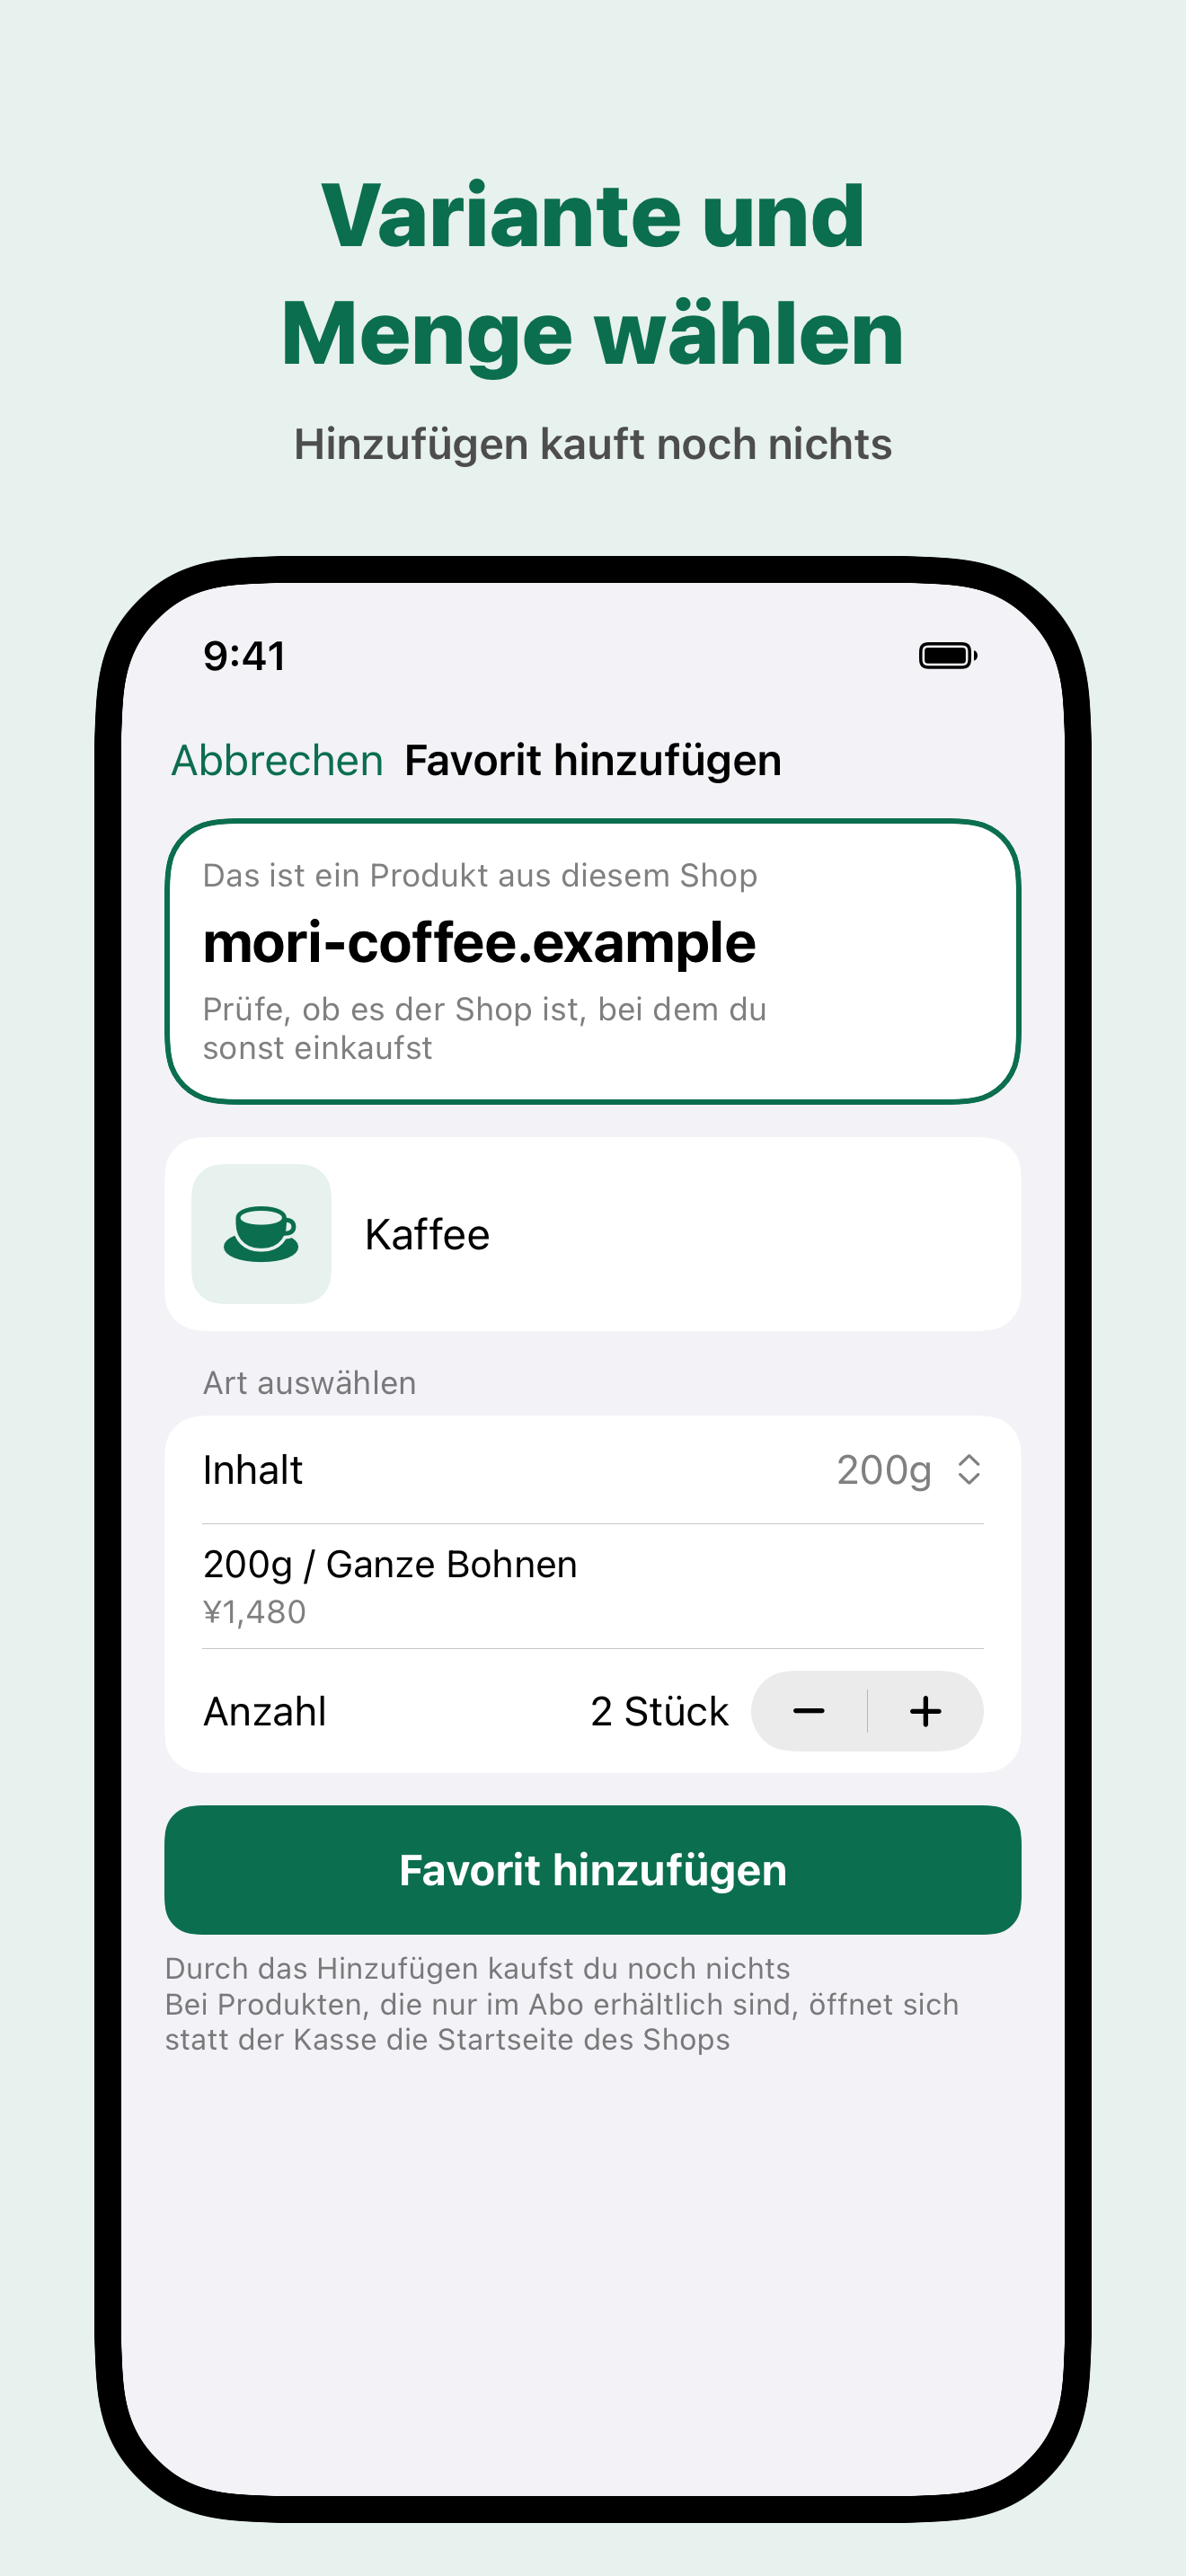 Variante und
Menge wählen
Hinzufügen kauft noch nichts
9:41
Abbrechen Favorit hinzufügen
Das ist ein Produkt aus diesem Shop
mori-coffee.example
Prüfe, ob es der Shop ist, bei dem du
sonst einkaufst
Kaffee
Art auswählen
Inhalt 200g
200g / Ganze Bohnen
¥1,480
Anzahl 2 Stück − +
Favorit hinzufügen
Durch das Hinzufügen kaufst du noch nichts
Bei Produkten, die nur im Abo erhältlich sind, öffnet sich
statt der Kasse die Startseite des Shops